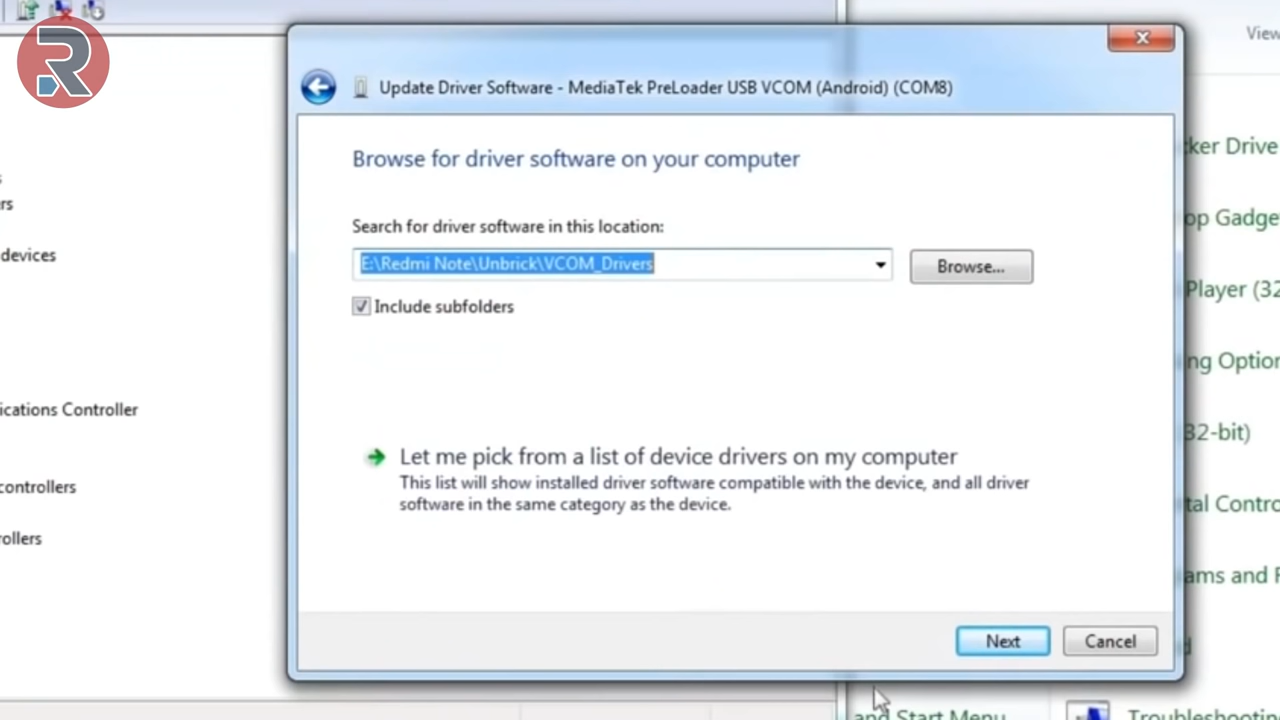 R
View
Update Driver Software - MediaTek PreLoader USB VCOM (Android) (COM8)
Browse for driver software on your computer
Search for driver software in this location:
E:\Redmi Note\Unbrick\VCOM_Drivers
Browse...
Include subfolders
Let me pick from a list of device drivers on my computer
This list will show installed driver software compatible with the device, and all driver
software in the same category as the device.
Next
Cancel
rs
devices
ications Controller
controllers
ollers
ker Drive
op Gadge
Player (32
ng Option
32-bit)
tal Contro
ams and F
d
and Start Menu
Troubleshooting